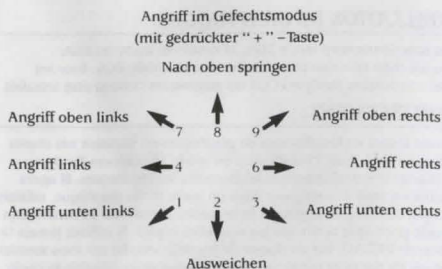 Angriff im Gefechtsmodus
(mit gedrückter “ + ” –Taste)
Nach oben springen
Angriff oben links 7 8 9 Angriff oben rechts
Angriff links 4 6 Angriff rechts
Angriff unten links 1 2 3 Angriff unten rechts
Ausweichen